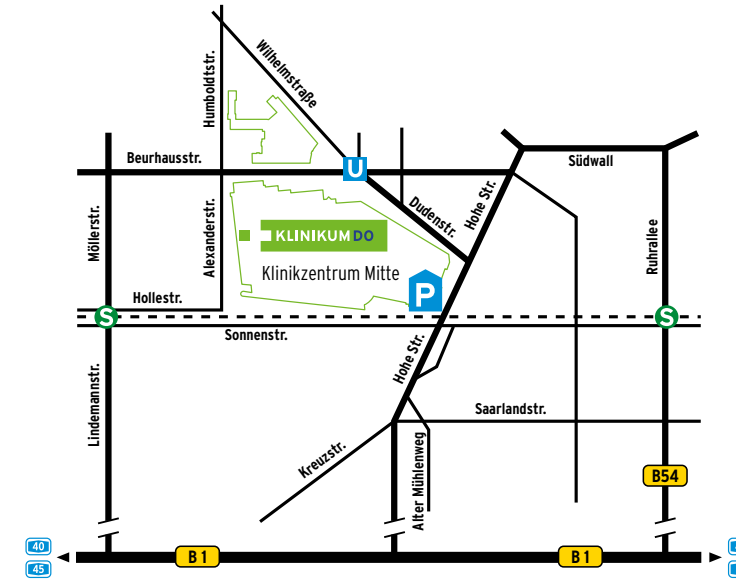 Wilhelmstraße
Humboldtstr.
Beurhausstr.
U
Südwall
Hohe Str.
Dudenstr.
Möllerstr.
Alexanderstr.
Ruhrallee
KLINIKUMDO
Klinikzentrum Mitte
P
Hollestr.
S
S
Sonnenstr.
Hohe Str.
Lindemannstr.
Saarlandstr.
Kreuzstr.
Alter Mühlenweg
B54
40
B 1
B 1
45